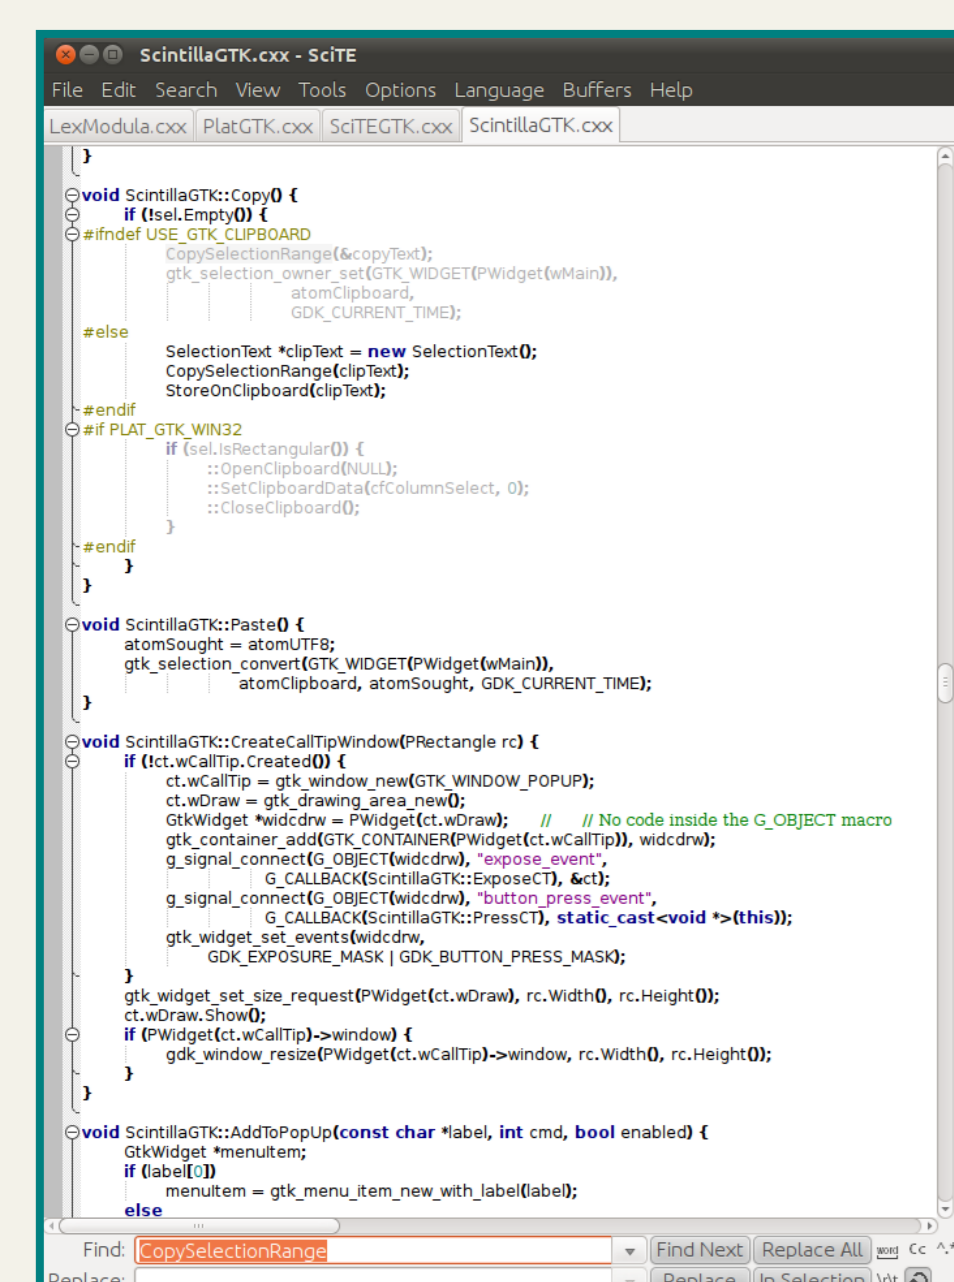 ScintillaGTK.cxx - SciTE
File Edit Search View Tools Options Language Buffers Help
LexModula.cxx PlatGTK.cxx SciTEGTK.cxx ScintillaGTK.cxx
}
void ScintillaGTK::Copy() {
if (!sel.Empty()) {
#ifndef USE_GTK_CLIPBOARD
CopySelectionRange(&copyText);
gtk_selection_owner_set(GTK_WIDGET(PWidget(wMain)),
atomClipboard,
GDK_CURRENT_TIME);
#else
SelectionText *clipText = new SelectionText();
CopySelectionRange(clipText);
StoreOnClipboard(clipText);
#endif
#if PLAT_GTK_WIN32
if (sel.IsRectangular()) {
::OpenClipboard(NULL);
::SetClipboardData(cfColumnSelect, 0);
::CloseClipboard();
}
#endif
}
}
void ScintillaGTK::Paste() {
atomSought = atomUTF8;
gtk_selection_convert(GTK_WIDGET(PWidget(wMain)),
atomClipboard, atomSought, GDK_CURRENT_TIME);
}
void ScintillaGTK::CreateCallTipWindow(PRectangle rc) {
if (!ct.wCallTip.Created()) {
ct.wCallTip = gtk_window_new(GTK_WINDOW_POPUP);
ct.wDraw = gtk_drawing_area_new();
GtkWidget *widcdrw = PWidget(ct.wDraw); // // No code inside the G_OBJECT macro
gtk_container_add(GTK_CONTAINER(PWidget(ct.wCallTip)), widcdrw);
g_signal_connect(G_OBJECT(widcdrw), "expose_event",
G_CALLBACK(ScintillaGTK::ExposeCT), &ct);
g_signal_connect(G_OBJECT(widcdrw), "button_press_event",
G_CALLBACK(ScintillaGTK::PressCT), static_cast<void *>(this));
gtk_widget_set_events(widcdrw,
GDK_EXPOSURE_MASK | GDK_BUTTON_PRESS_MASK);
}
gtk_widget_set_size_request(PWidget(ct.wDraw), rc.Width(), rc.Height());
ct.wDraw.Show();
if (PWidget(ct.wCallTip)->window) {
gdk_window_resize(PWidget(ct.wCallTip)->window, rc.Width(), rc.Height());
}
}
void ScintillaGTK::AddToPopUp(const char *label, int cmd, bool enabled) {
GtkWidget *menuItem;
if (label[0])
menuItem = gtk_menu_item_new_with_label(label);
else
Find: CopySelectionRange Find Next Replace All word Cc ^.*
Replace: Replace In Selection \r\t